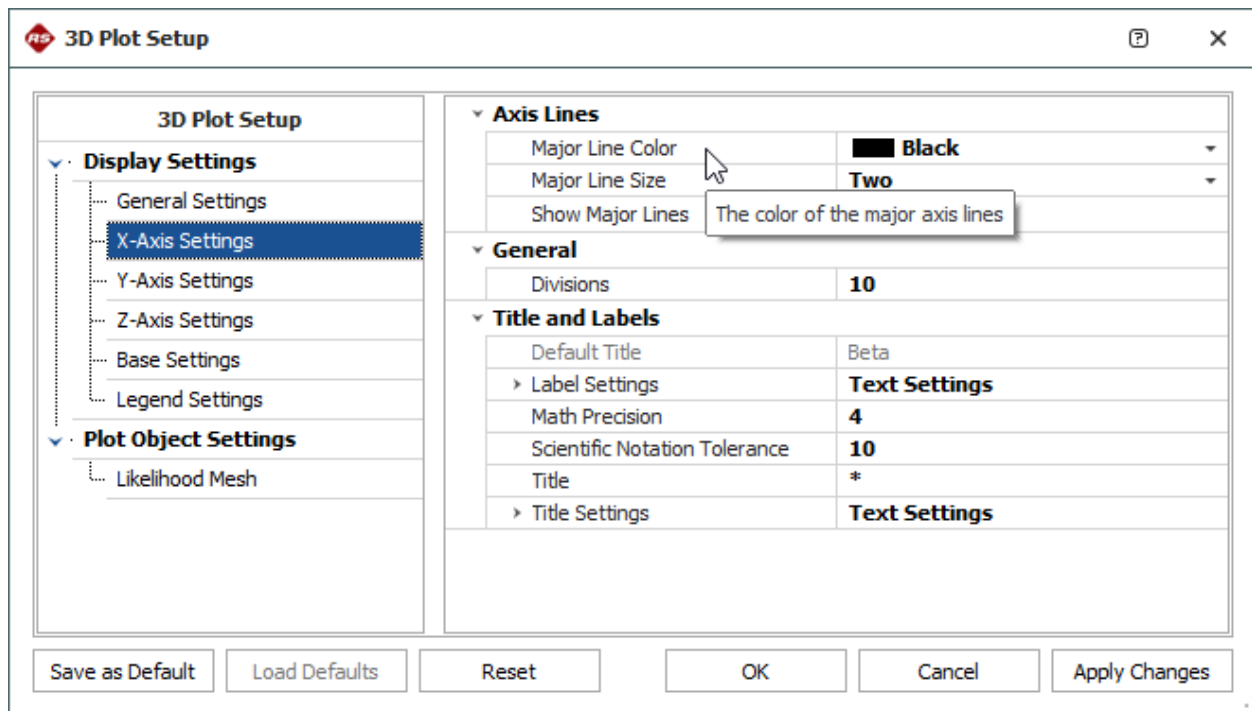 RS 3D Plot Setup
3D Plot Setup
Display Settings
General Settings
X-Axis Settings
Y-Axis Settings
Z-Axis Settings
Base Settings
Legend Settings
Plot Object Settings
Likelihood Mesh
Axis Lines
Major Line Color Black
Major Line Size Two
Show Major Lines
The color of the major axis lines
General
Divisions 10
Title and Labels
Default Title Beta
Label Settings Text Settings
Math Precision 4
Scientific Notation Tolerance 10
Title *
Title Settings Text Settings
Save as Default Load Defaults Reset OK Cancel Apply Changes